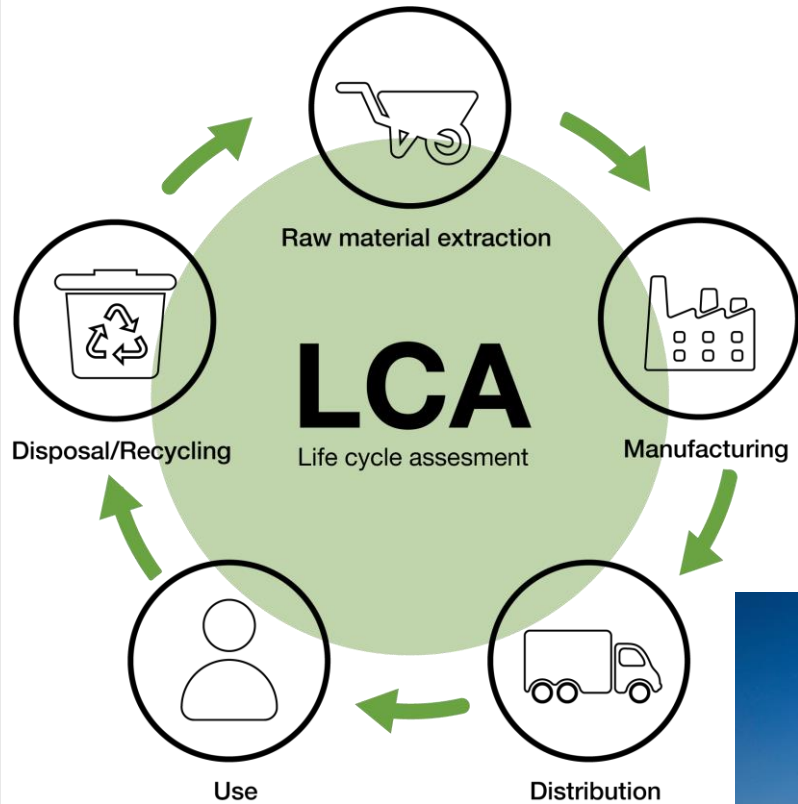 Raw material extraction
LCA
Life cycle assesment
Disposal/Recycling
Manufacturing
Use
Distribution